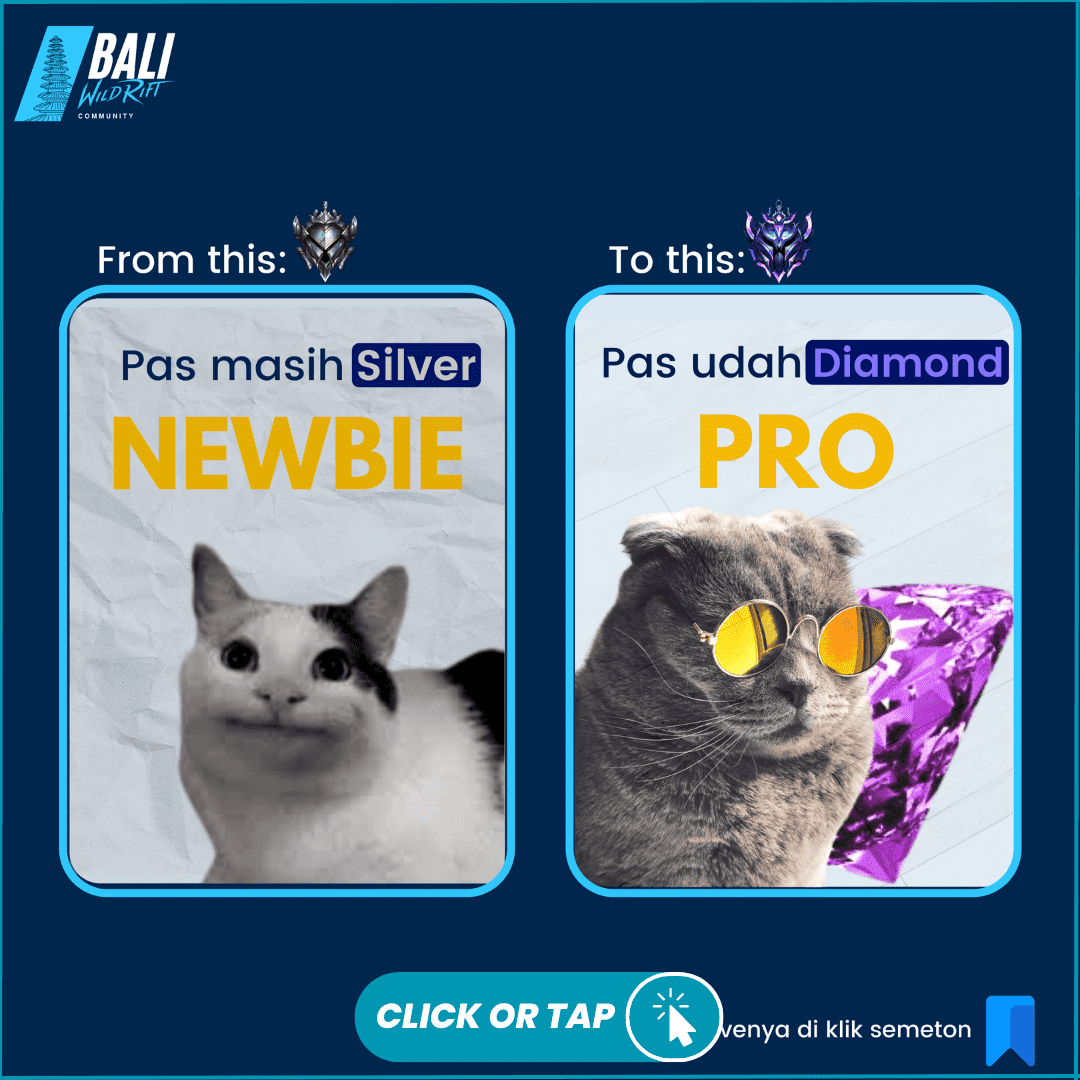 BALI
WILD RIFT
COMMUNITY
From this:
To this:
Pas masih Silver
NEWBIE
Pas udah Diamond
PRO
CLICK OR TAP
di klik semeton